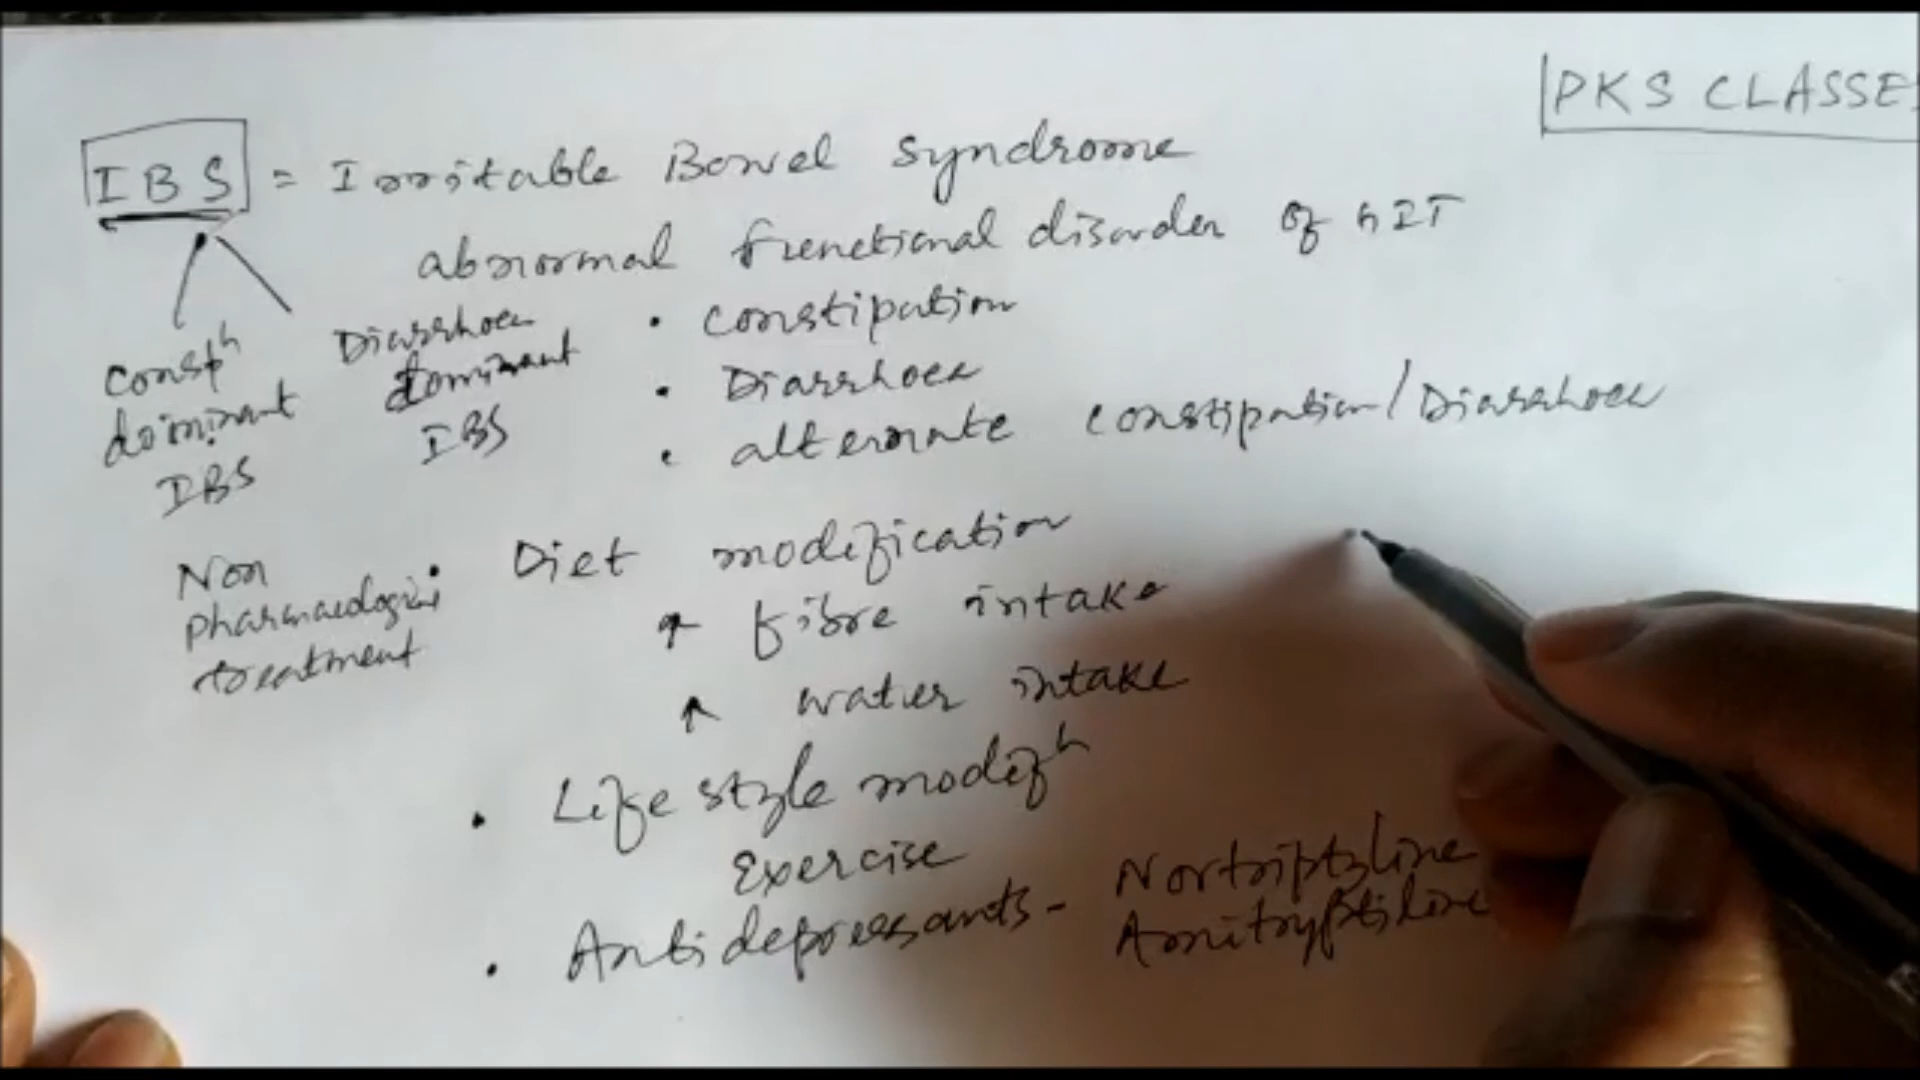 PKS CLASSE
IBS = Irritable Bowel Syndrome
abnormal functional disorder of GIT
Constⁿ dominant IBS
Diarrhoea dominant IBS
• Constipation
• Diarrhoea
• alternate constipation/Diarrhoea
Non pharmacologic treatment
• Diet modification
↑ fibre intake
↑ water intake
• Life style modifⁿ
Exercise
• Antidepressants - Nortriptyline
Amitryptiline